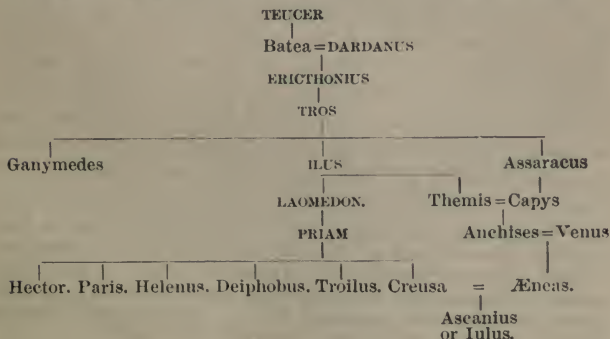 TEUCER
Batea = DARDANUS
ERICTHONIUS
TROS
Ganymedes ILUS Assaracus
LAOMEDON. Themis = Capys
PRIAM Anchises = Venus
Hector. Paris. Helenus. Deiphobus. Troilus. Creusa = Æneas.
Ascanius
or Iulus.